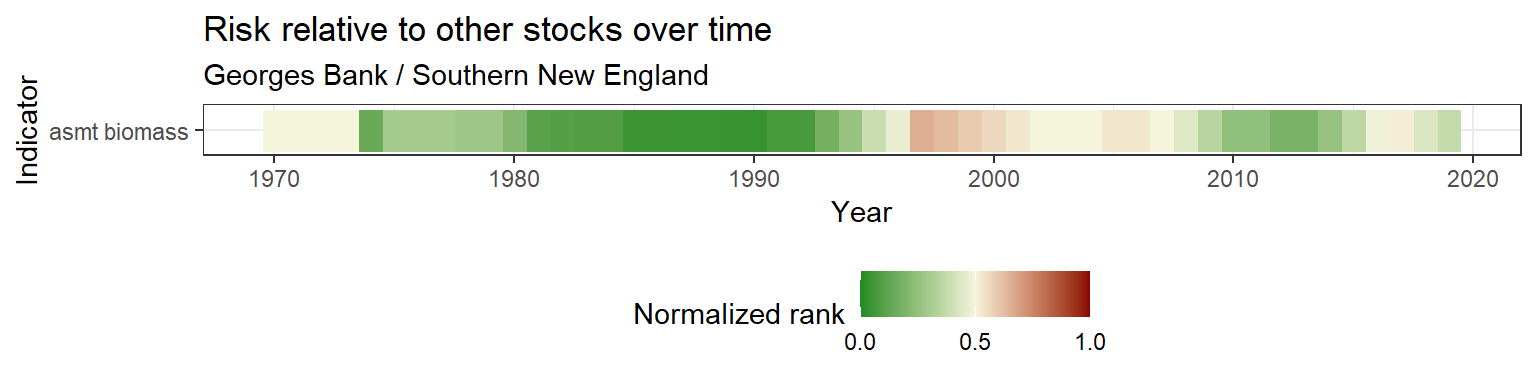 Risk relative to other stocks over time
Georges Bank / Southern New England
Indicator
asmt biomass
1970 1980 1990 2000 2010 2020
Year
Normalized rank
0.0 0.5 1.0